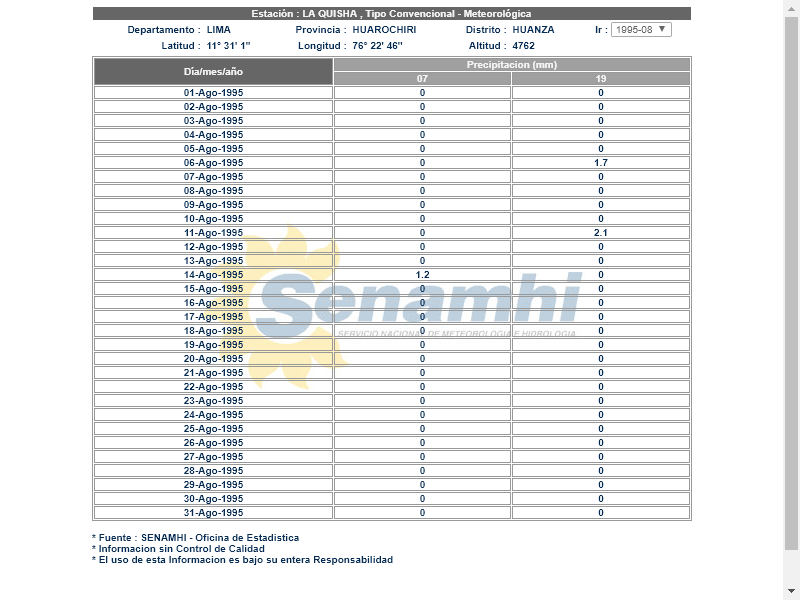 Estación : LA QUISHA , Tipo Convencional - Meteorológica
Departamento : LIMA Provincia : HUAROCHIRI Distrito : HUANZA Ir : 1995-08
Latitud : 11° 31' 1" Longitud : 76° 22' 46" Altitud : 4762
Día/mes/año Precipitacion (mm)
07 19
01-Ago-1995 0 0
02-Ago-1995 0 0
03-Ago-1995 0 0
04-Ago-1995 0 0
05-Ago-1995 0 0
06-Ago-1995 0 1.7
07-Ago-1995 0 0
08-Ago-1995 0 0
09-Ago-1995 0 0
10-Ago-1995 0 0
11-Ago-1995 0 2.1
12-Ago-1995 0 0
13-Ago-1995 0 0
14-Ago-1995 1.2 0
15-Ago-1995 0 0
16-Ago-1995 0 0
17-Ago-1995 0 0
18-Ago-1995 0 0
19-Ago-1995 0 0
20-Ago-1995 0 0
21-Ago-1995 0 0
22-Ago-1995 0 0
23-Ago-1995 0 0
24-Ago-1995 0 0
25-Ago-1995 0 0
26-Ago-1995 0 0
27-Ago-1995 0 0
28-Ago-1995 0 0
29-Ago-1995 0 0
30-Ago-1995 0 0
31-Ago-1995 0 0
Senamhi
SERVICIO NACIONAL DE METEOROLOGIA E HIDROLOGIA
* Fuente : SENAMHI - Oficina de Estadistica
* Informacion sin Control de Calidad
* El uso de esta Informacion es bajo su entera Responsabilidad